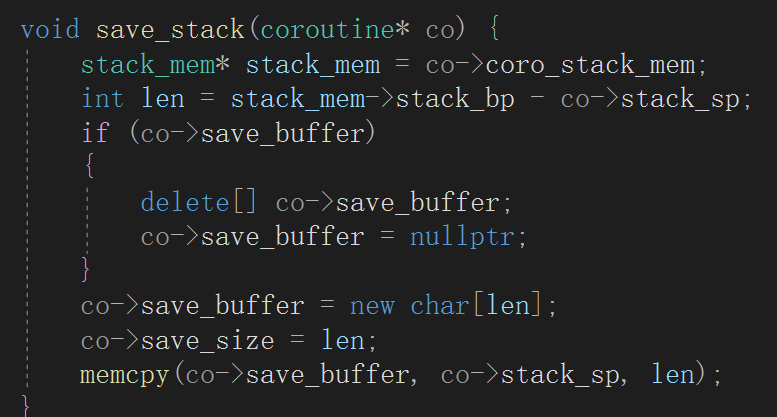 void save_stack(coroutine* co) {
    stack_mem* stack_mem = co->coro_stack_mem;
    int len = stack_mem->stack_bp - co->stack_sp;
    if (co->save_buffer)
    {
        delete[] co->save_buffer;
        co->save_buffer = nullptr;
    }
    co->save_buffer = new char[len];
    co->save_size = len;
    memcpy(co->save_buffer, co->stack_sp, len);
}